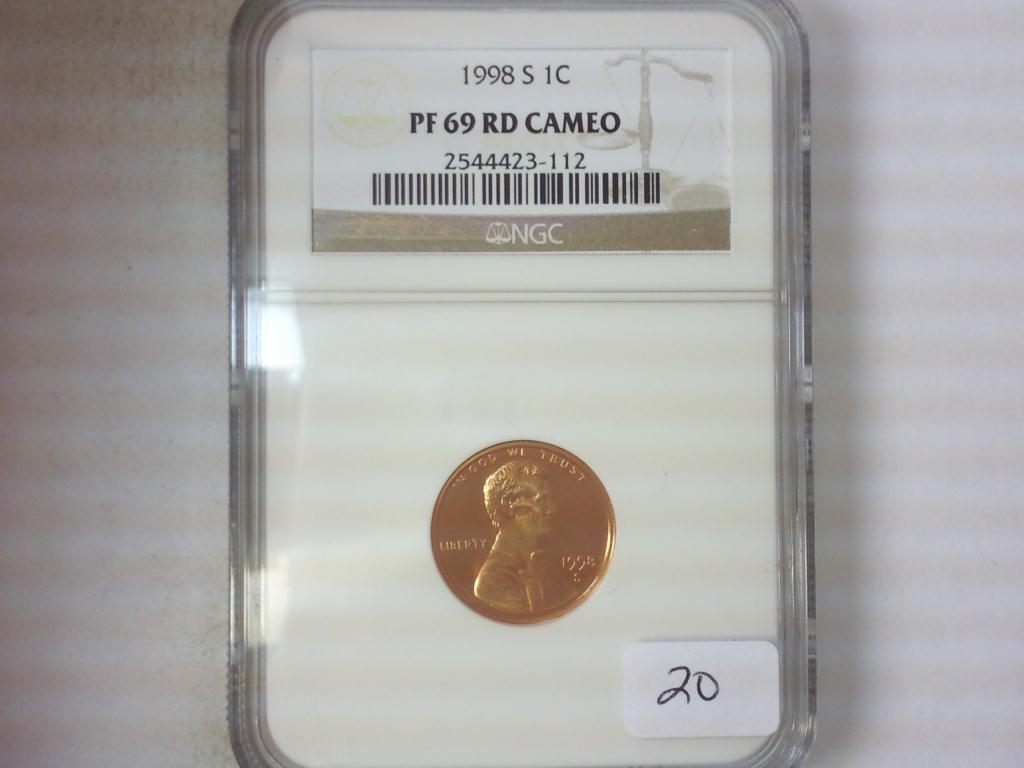 1998 S 1C
PF 69 RD CAMEO
2544423-112
NGC
IN GOD WE TRUST
LIBERTY
1998
S
20